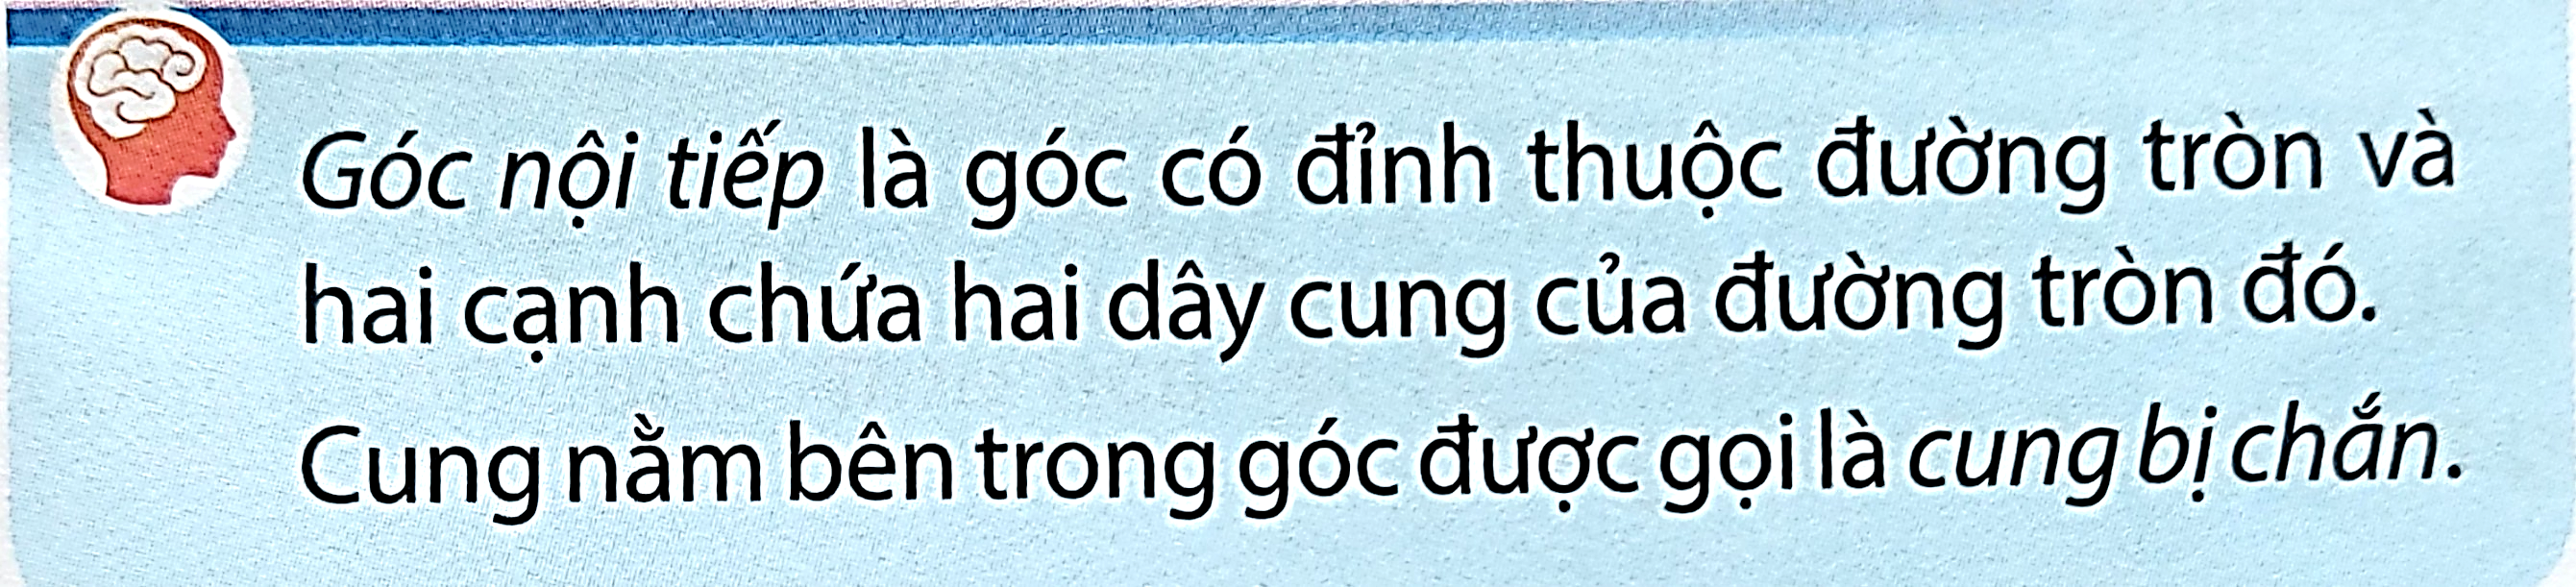 Góc nội tiếp là góc có đỉnh thuộc đường tròn và
hai cạnh chứa hai dây cung của đường tròn đó.
Cung nằm bên trong góc được gọi là cung bị chắn.